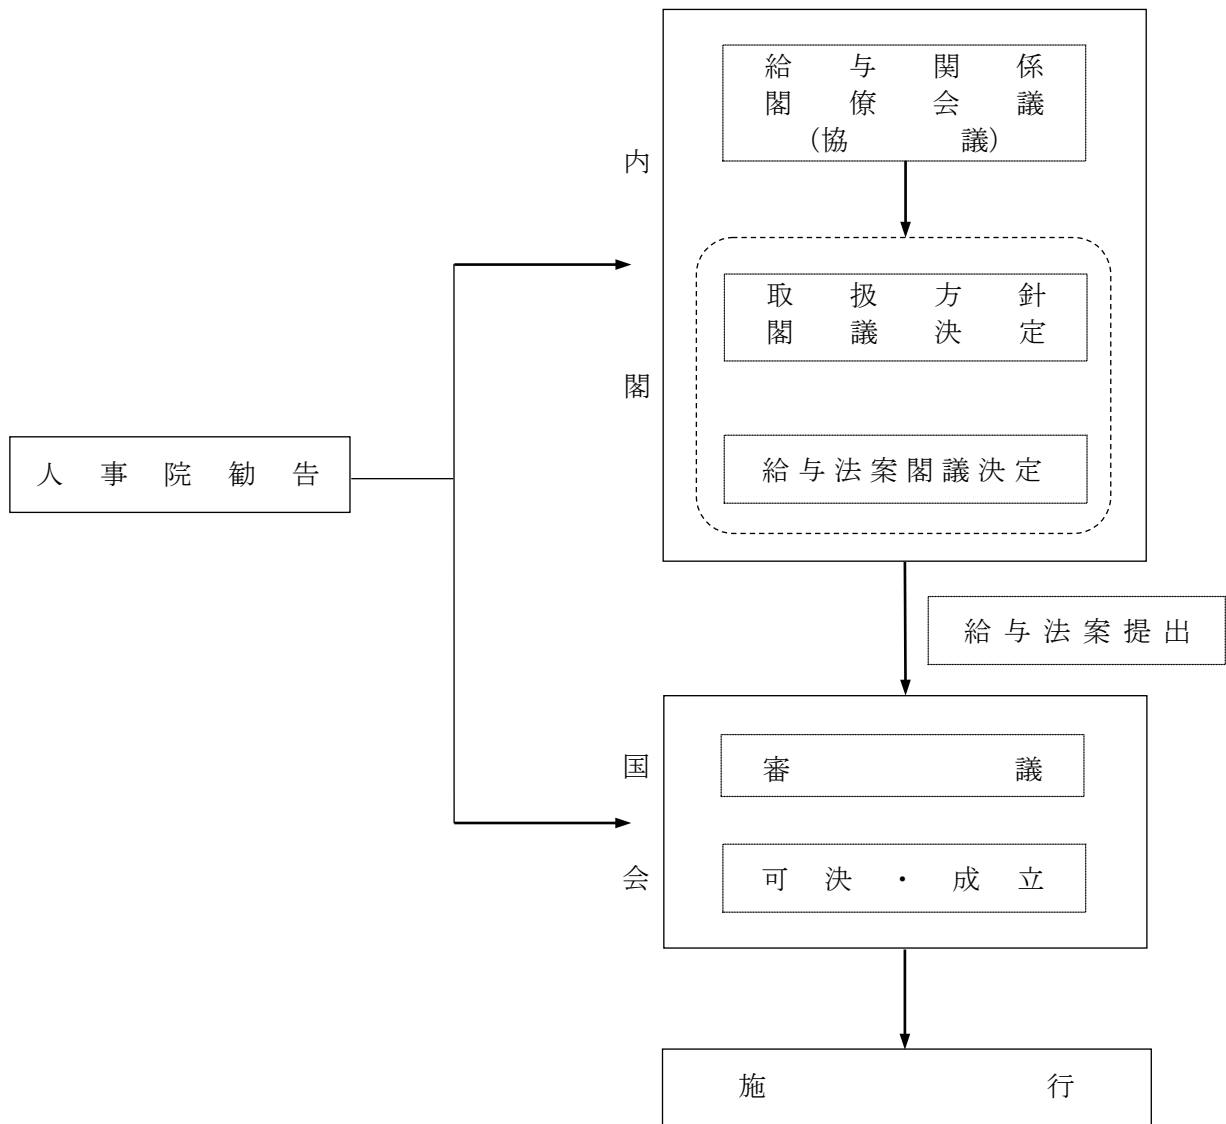 給与関係
閣僚会議
(協議)
内
取扱方針
閣議決定
閣
人事院勧告
給与法案閣議決定
給与法案提出
国
審議
会
可決・成立
施行